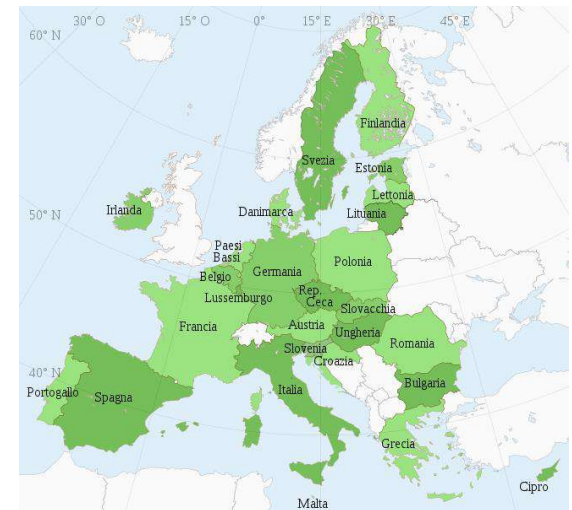 30° O
15° O
0°
15° E
30° E
45° E
60° N
Finlandia
Svezia
Estonia
Lettonia
Lituania
Irlanda
Danimarca
50° N
Paesi
Bassi
Belgio
Germania
Polonia
Lussemburgo
Rep.
Ceca
Slovacchia
Francia
Austria
Ungheria
Slovenia
Romania
Croazia
40° N
Portogallo
Spagna
Italia
Bulgaria
Grecia
Cipro
Malta